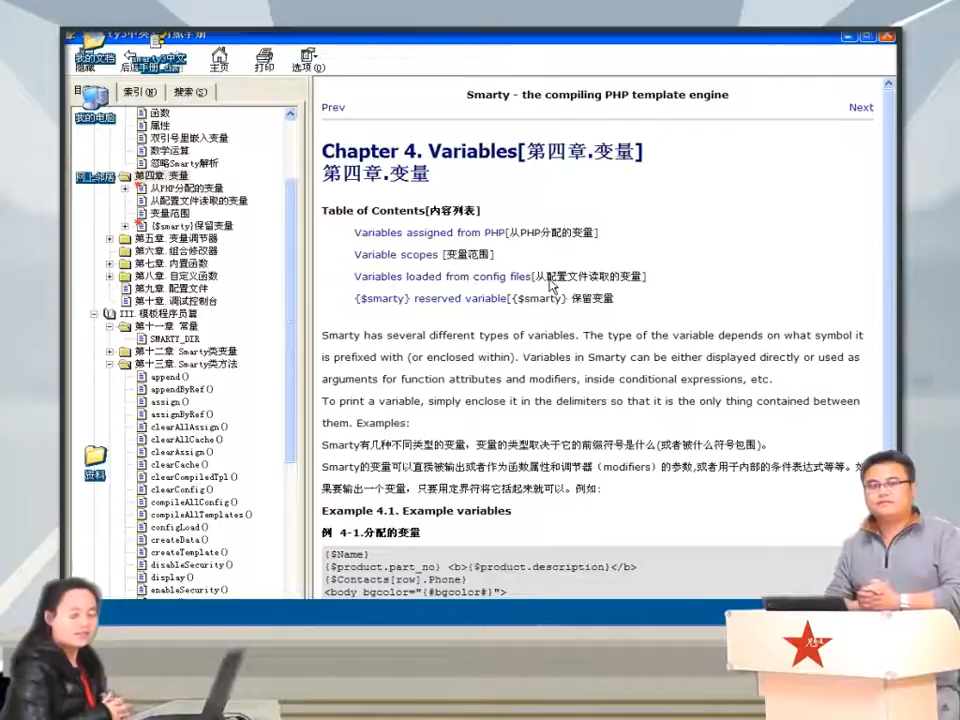 我的文档
隐藏
后退
手册.chm
主页
打印
选项(O)
索引(N)
搜索(S)
我的电脑
网上邻居
资料
函数
属性
双引号里嵌入变量
数学运算
忽略Smarty解析
第四章. 变量
从PHP分配的变量
从配置文件读取的变量
变量范围
{$smarty}保留变量
第五章. 变量调节器
第六章. 组合修改器
第七章. 内置函数
第八章. 自定义函数
第九章. 配置文件
第十章. 调试控制台
III. 模板程序员篇
第十一章. 常量
SMARTY_DIR
第十二章. Smarty类变量
第十三章. Smarty类方法
append()
appendByRef()
assign()
assignByRef()
clearAllAssign()
clearAllCache()
clearAssign()
clearCache()
clearCompiledTpl()
clearConfig()
compileAllConfig()
compileAllTemplates()
configLoad()
createData()
createTemplate()
disableSecurity()
display()
enableSecurity()
Smarty - the compiling PHP template engine
Prev
Next
Chapter 4. Variables[第四章.变量]
第四章.变量
Table of Contents[内容列表]
Variables assigned from PHP[从PHP分配的变量]
Variable scopes [变量范围]
Variables loaded from config files[从配置文件读取的变量]
{$smarty} reserved variable[{$smarty} 保留变量
Smarty has several different types of variables. The type of the variable depends on what symbol it
is prefixed with (or enclosed within). Variables in Smarty can be either displayed directly or used as
arguments for function attributes and modifiers, inside conditional expressions, etc.
To print a variable, simply enclose it in the delimiters so that it is the only thing contained between
them. Examples:
Smarty有几种不同类型的变量，变量的类型取决于它的前缀符号是什么(或者被什么符号包围)。
Smarty的变量可以直接被输出或者作为函数属性和调节器（modifiers）的参数,或者用于内部的条件表达式等等。如
果要输出一个变量，只要用定界符将它括起来就可以。例如:
Example 4.1. Example variables
例 4-1.分配的变量
{$Name}
{$product.part_no} <b>{$product.description}</b>
{$Contacts[row].Phone}
<body bgcolor="{#bgcolor#}">